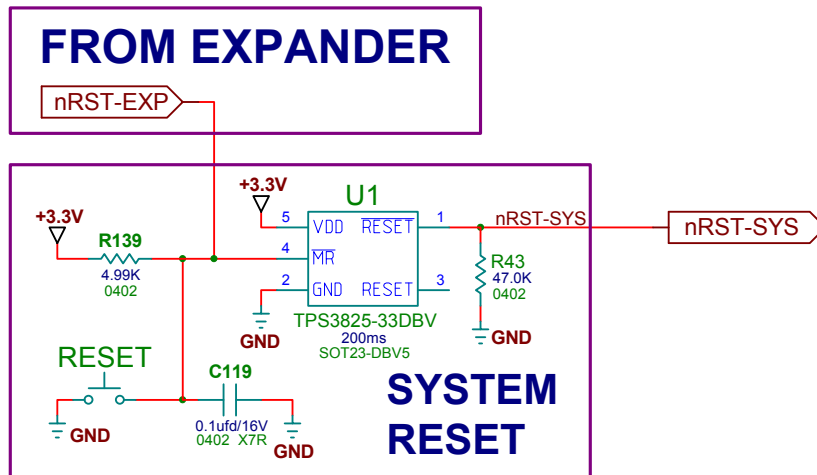 FROM EXPANDER
nRST-EXP
+3.3V
U1
+3.3V
5 VDD RESET 1
nRST-SYS
nRST-SYS
R139
4.99K
0402
4 MR
R43
47.0K
0402
2 GND RESET 3
GND
TPS3825-33DBV
200ms
SOT23-DBV5
GND
RESET
C119
GND
0.1ufd/16V
0402 X7R
GND
SYSTEM
RESET